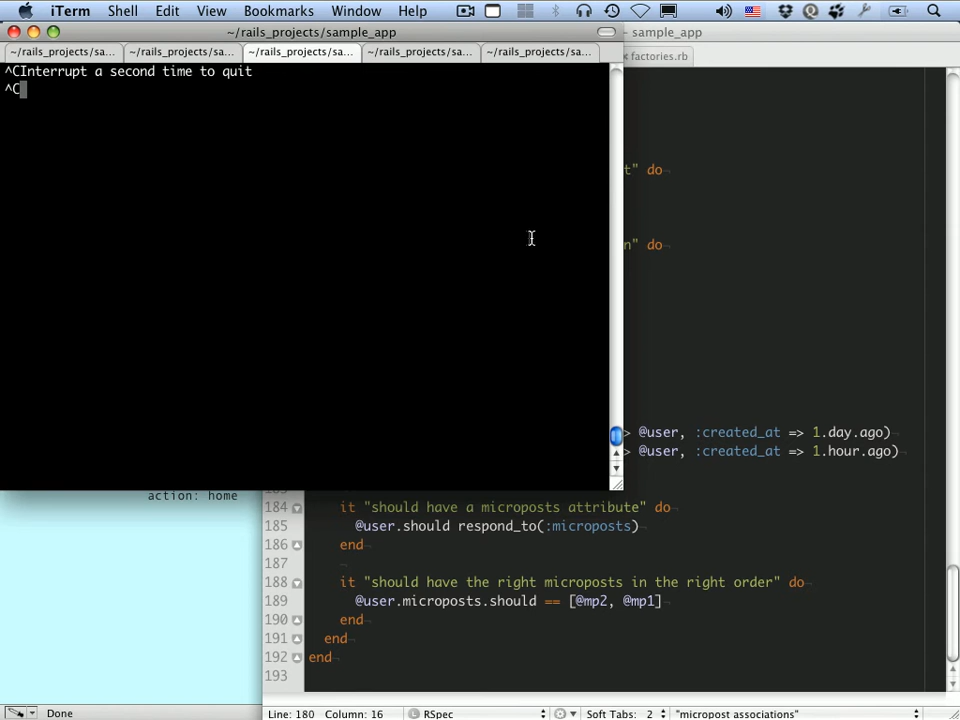 iTerm Shell Edit View Bookmarks Window Help
~/rails_projects/sample_app
sample_app
~/rails_projects/sa... ~/rails_projects/sa... ~/rails_projects/sa... ~/rails_projects/sa... ~/rails_projects/sa...
factories.rb
^CInterrupt a second time to quit
^C
t" do¬
n" do¬
> @user, :created_at => 1.day.ago)¬
> @user, :created_at => 1.hour.ago)¬
action: home
184 it "should have a microposts attribute" do¬
185 @user.should respond_to(:microposts)¬
186 end¬
187 ¬
188 it "should have the right microposts in the right order" do¬
189 @user.microposts.should == [@mp2, @mp1]¬
190 end¬
191 end¬
192 end¬
193
Done
Line: 180 Column: 16 RSpec Soft Tabs: 2 "micropost associations"